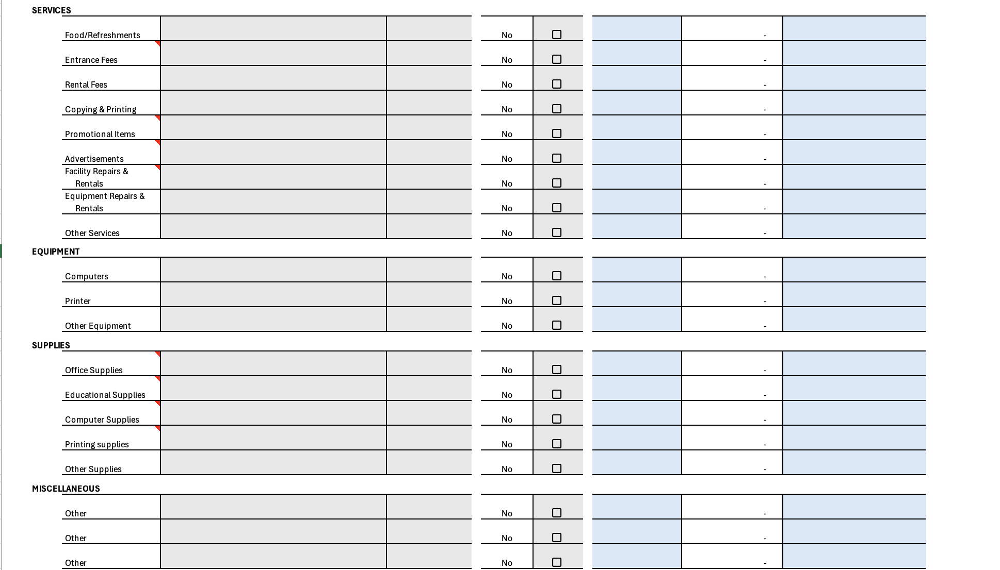 SERVICES
Food/Refreshments No -
Entrance Fees No -
Rental Fees No -
Copying & Printing No -
Promotional Items No -
Advertisements No -
Facility Repairs &
Rentals No -
Equipment Repairs &
Rentals No -
Other Services No -
EQUIPMENT
Computers No -
Printer No -
Other Equipment No -
SUPPLIES
Office Supplies No -
Educational Supplies No -
Computer Supplies No -
Printing supplies No -
Other Supplies No -
MISCELLANEOUS
Other No -
Other No -
Other No -